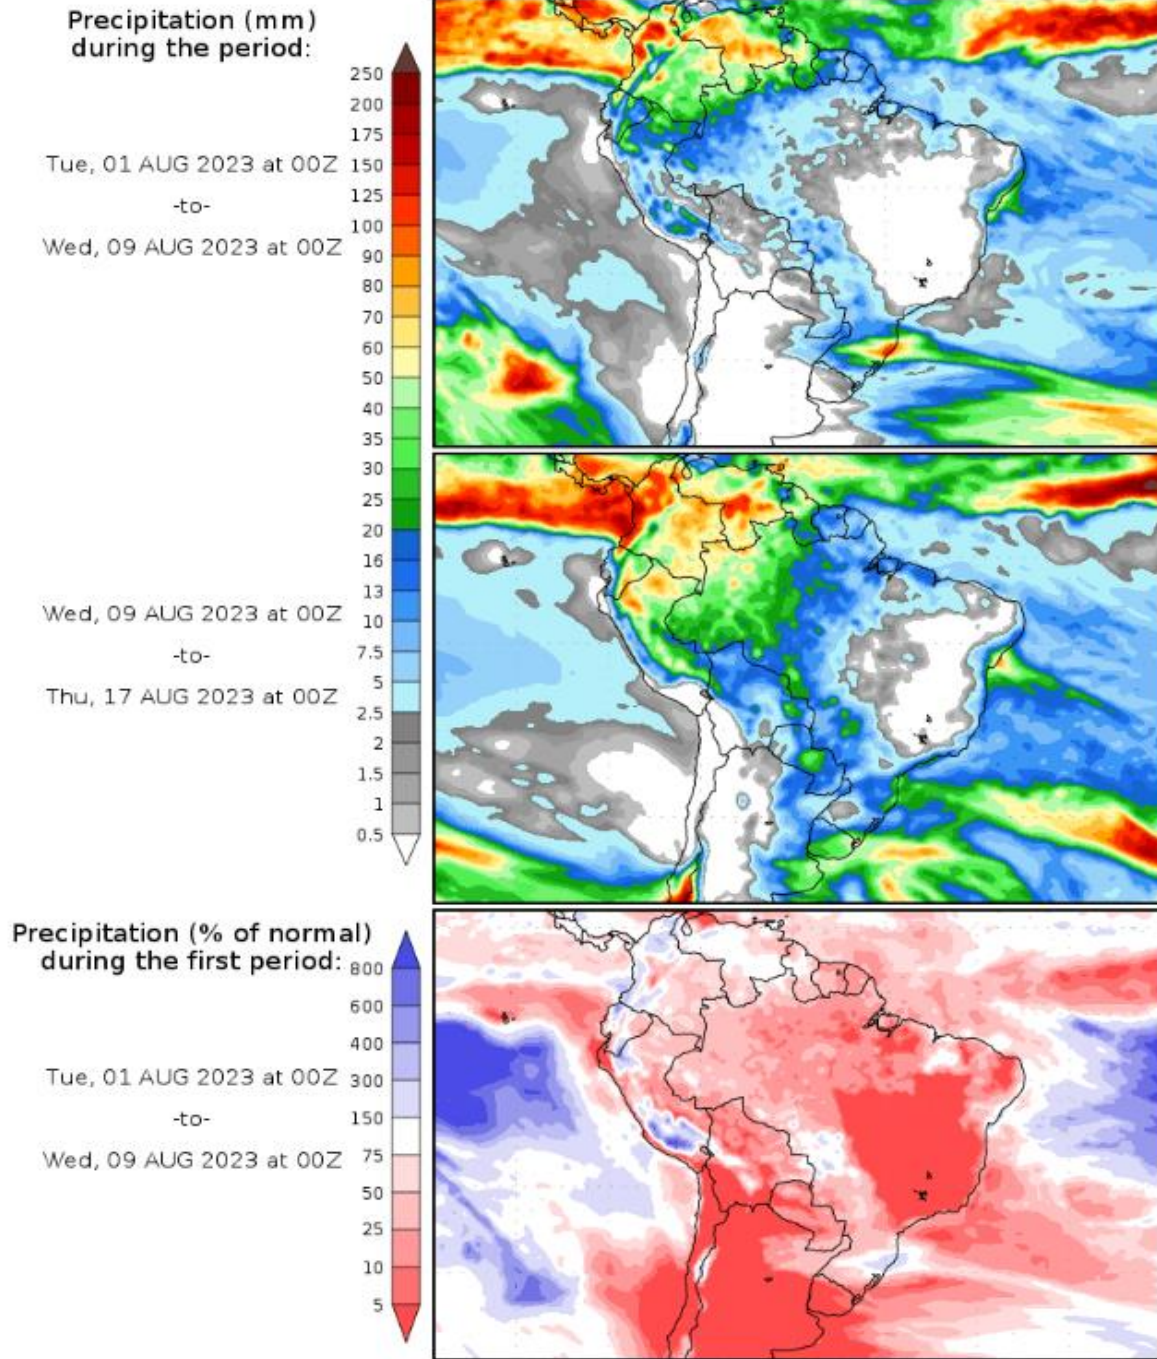 Precipitation (mm)
during the period:
250
200
175
Tue, 01 AUG 2023 at 00Z 150
125
-to-
100
Wed, 09 AUG 2023 at 00Z 90
80
70
60
50
40
35
30
25
20
16
13
Wed, 09 AUG 2023 at 00Z 10
-to- 7.5
Thu, 17 AUG 2023 at 00Z 5
2.5
2
1.5
1
0.5
Precipitation (% of normal)
during the first period:
800
600
400
Tue, 01 AUG 2023 at 00Z 300
-to- 150
Wed, 09 AUG 2023 at 00Z 75
50
25
10
5